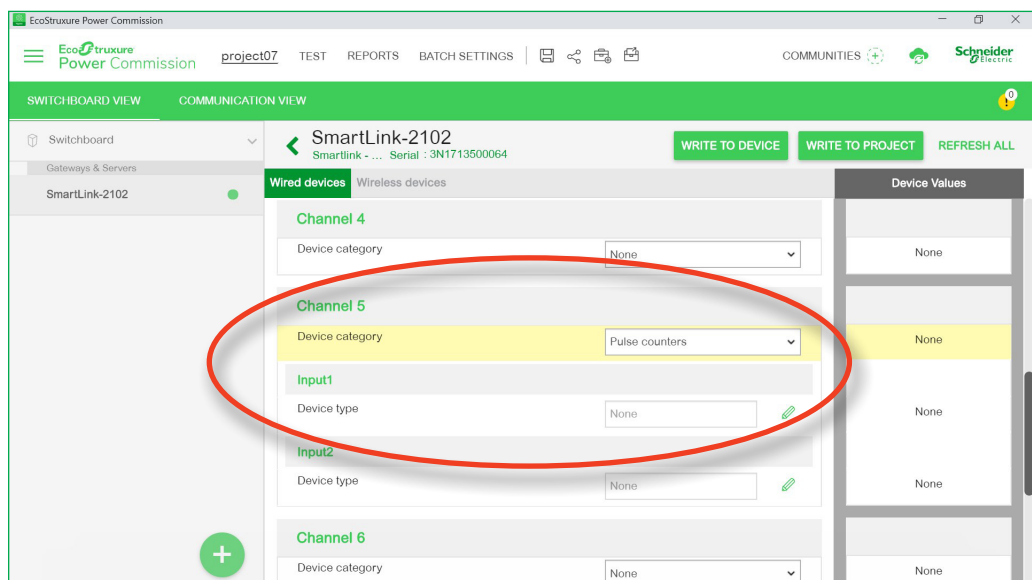 EcoStruxure Power Commission
EcoStruxure
Power Commission
project07 TEST REPORTS BATCH SETTINGS COMMUNITIES
Schneider
Electric
SWITCHBOARD VIEW COMMUNICATION VIEW 0
Switchboard
Gateways & Servers
SmartLink-2102
SmartLink-2102
Smartlink - ... Serial : 3N1713500064
WRITE TO DEVICE WRITE TO PROJECT REFRESH ALL
Wired devices Wireless devices Device Values
Channel 4
Device category None None
Channel 5
Device category Pulse counters None
Input1
Device type None None
Input2
Device type None None
Channel 6
Device category None None